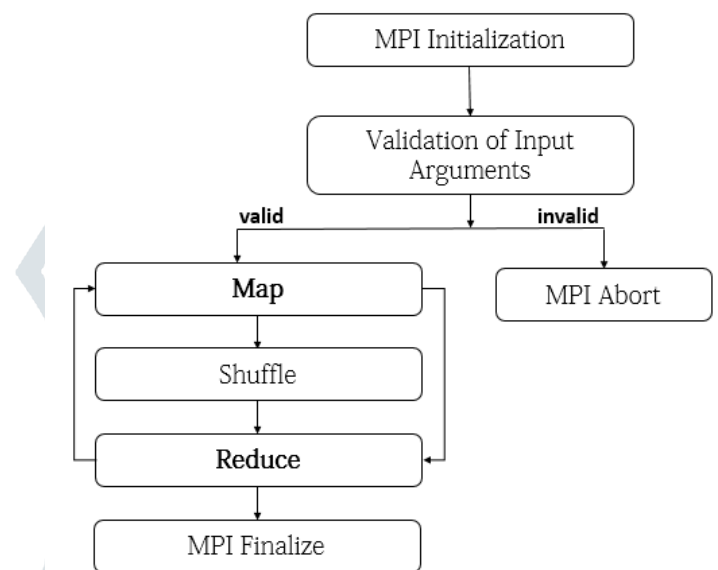 MPI Initialization
Validation of Input
Arguments
valid
invalid
Map
MPI Abort
Shuffle
Reduce
MPI Finalize